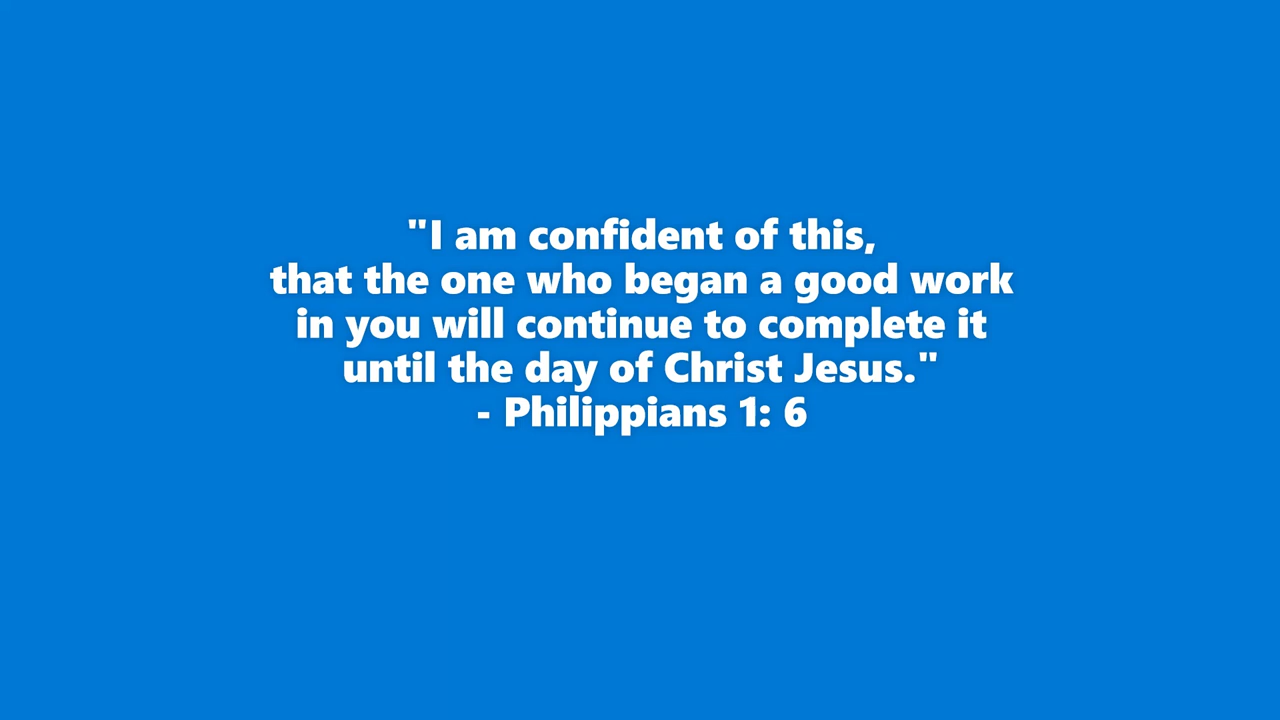 "I am confident of this,
that the one who began a good work
in you will continue to complete it
until the day of Christ Jesus."
- Philippians 1: 6